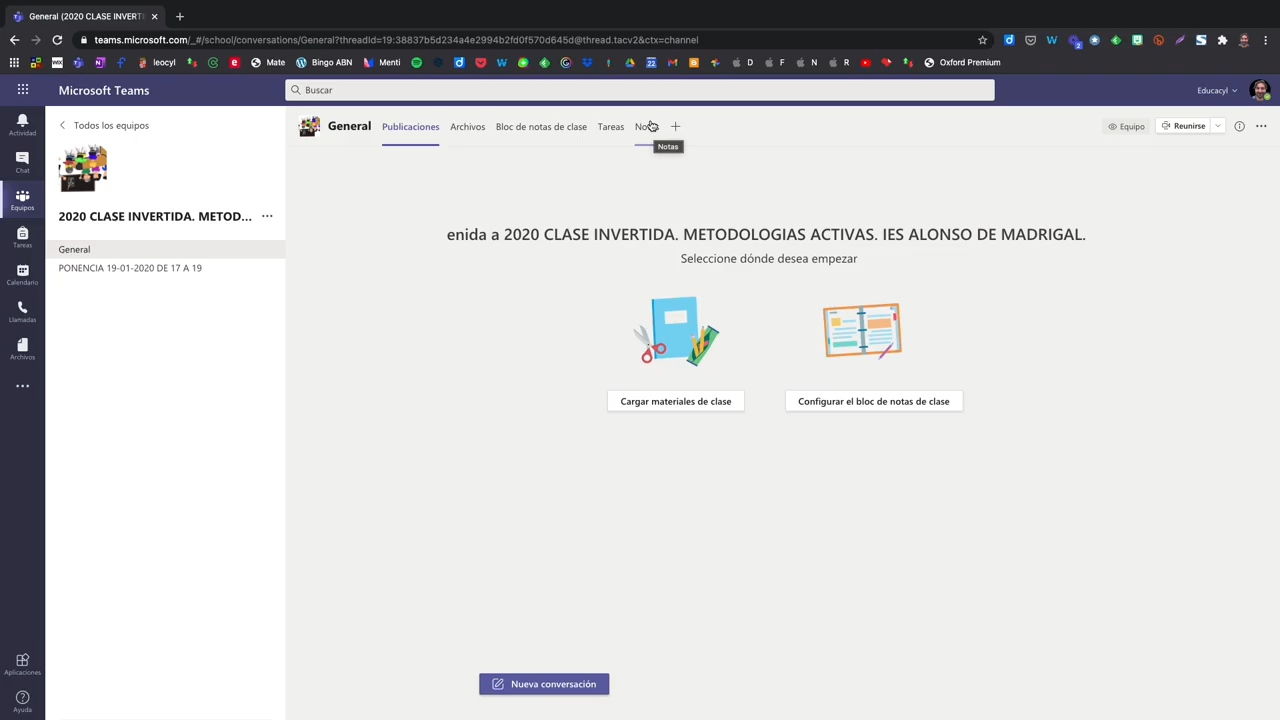 General (2020 CLASE INVERTI
teams.microsoft.com/_#/school/conversations/General?threadId=19:38837b5d234a4e2994b2fd0f570d645d@thread.tacv2&ctx=channel
leocyl
Mate
Bingo ABN
Menti
D
F
N
R
Oxford Premium
Microsoft Teams
Buscar
Educacyl
Actividad
Chat
Equipos
Tareas
Calendario
Llamadas
Archivos
Aplicaciones
Ayuda
Todos los equipos
2020 CLASE INVERTIDA. METOD...
General
PONENCIA 19-01-2020 DE 17 A 19
General
Publicaciones
Archivos
Bloc de notas de clase
Tareas
Notas
Equipo
Reunirse
Notas
enida a 2020 CLASE INVERTIDA. METODOLOGIAS ACTIVAS. IES ALONSO DE MADRIGAL.
Seleccione dónde desea empezar
Cargar materiales de clase
Configurar el bloc de notas de clase
Nueva conversación